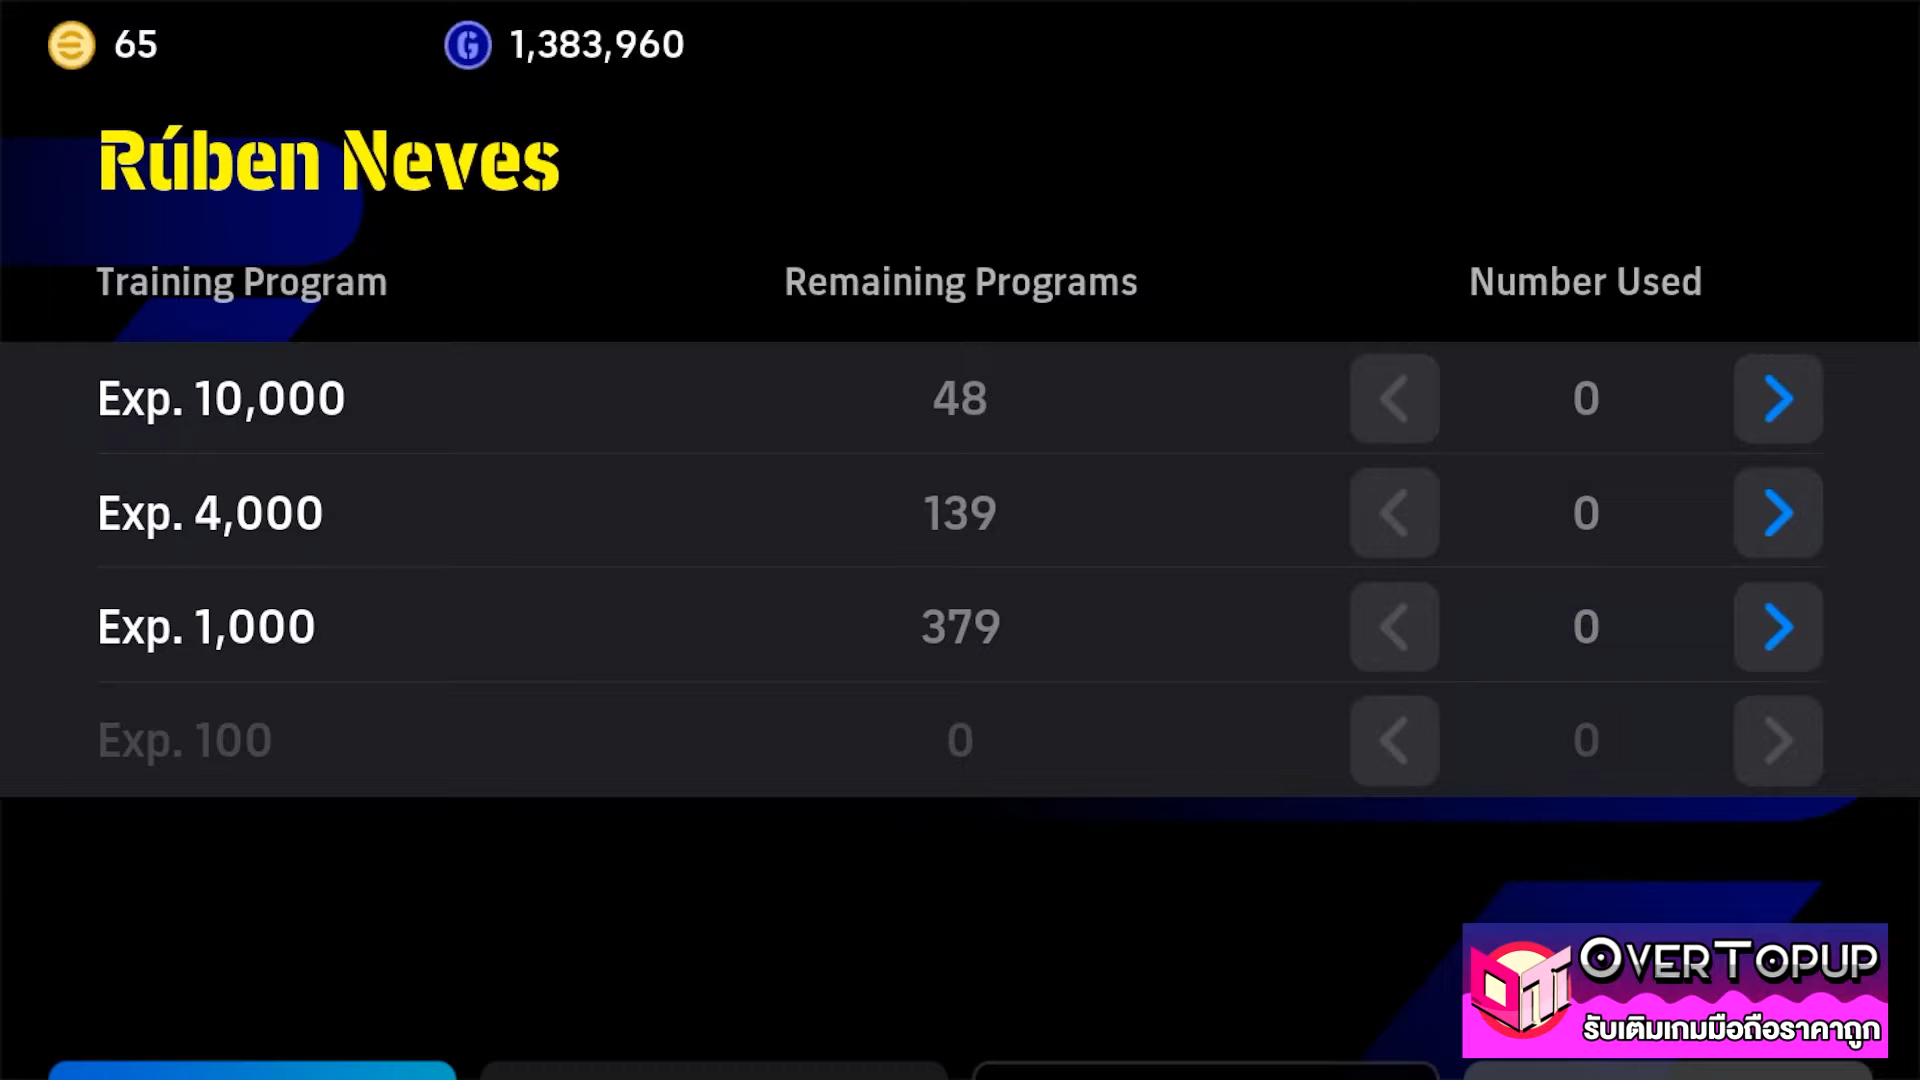 65
1,383,960
Rúben Neves
Training Program Remaining Programs Number Used
Exp. 10,000 48 0
Exp. 4,000 139 0
Exp. 1,000 379 0
Exp. 100 0 0
OVERTOPUP
รับเติมเกมมือถือราคาถูก